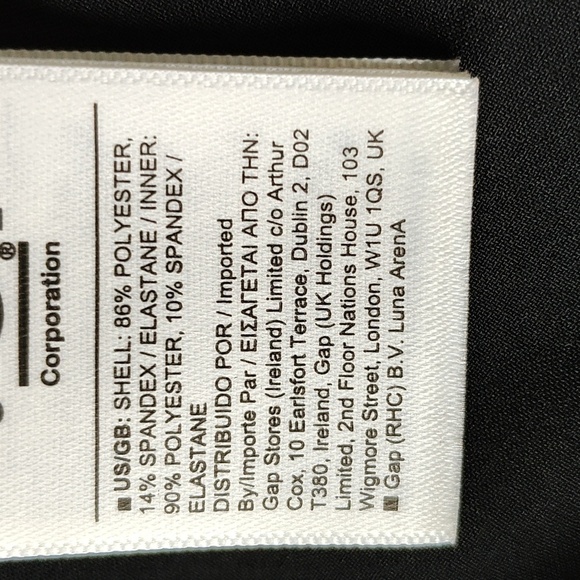 ®
Corporation
US/GB: SHELL: 86% POLYESTER,
14% SPANDEX / ELASTANE / INNER:
90% POLYESTER, 10% SPANDEX /
ELASTANE
DISTRIBUIDO POR / Imported
By/Importe Par / ΕΙΣΑΓΕΤΑΙ ΑΠΟ ΤΗΝ:
Gap Stores (Ireland) Limited c/o Arthur
Cox, 10 Earlsfort Terrace, Dublin 2, D02
T380, Ireland, Gap (UK Holdings)
Limited, 2nd Floor Nations House, 103
Wigmore Street, London, W1U 1QS, UK
Gap (RHC) B.V. Luna ArenA